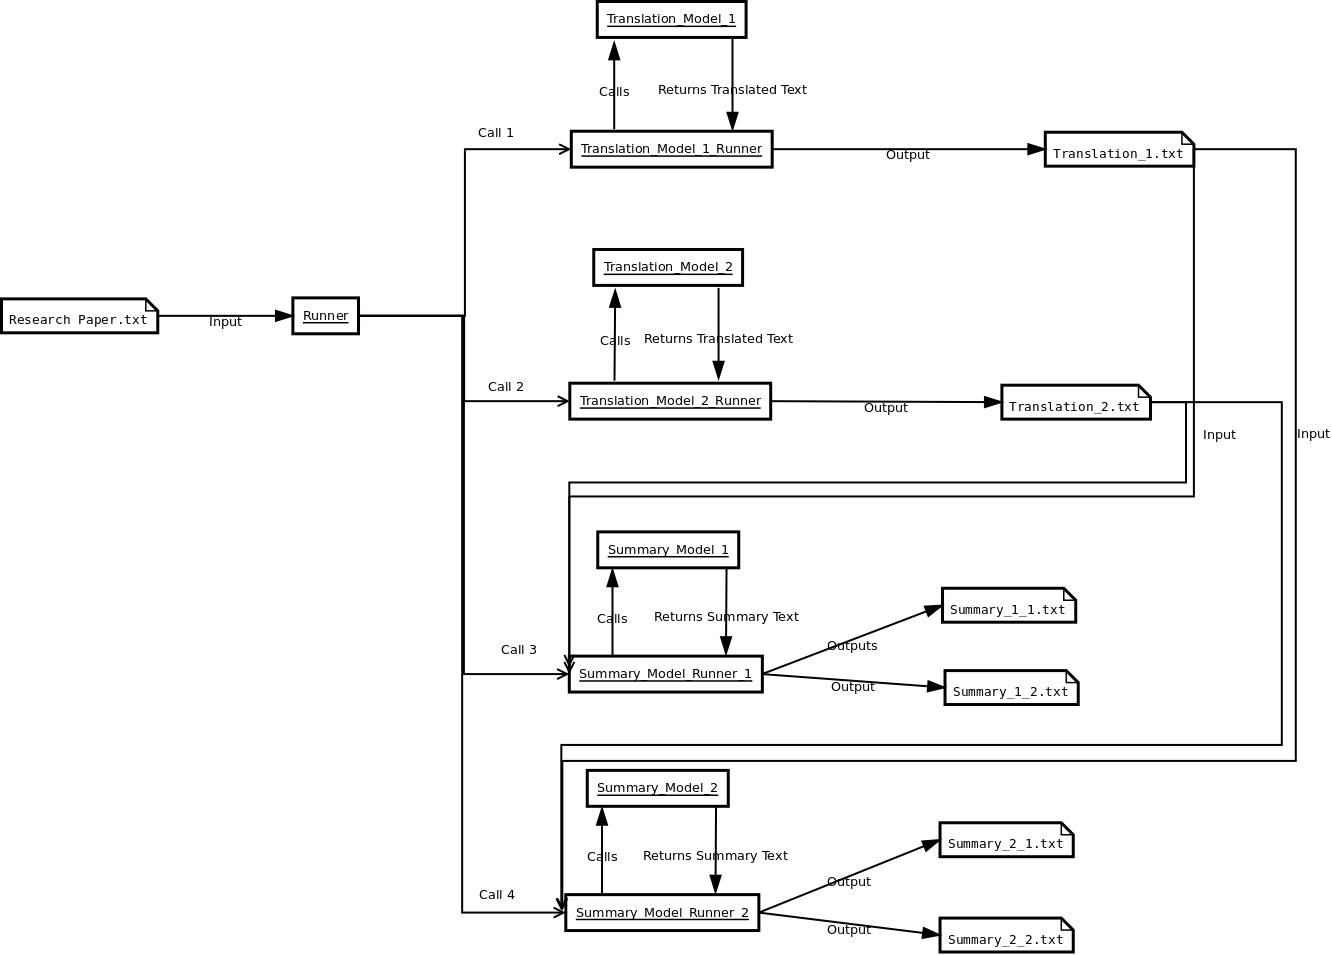 Translation_Model_1
Calls
Returns Translated Text
Call 1
Translation_Model_1_Runner
Output
Translation_1.txt
Translation_Model_2
Research Paper.txt
Input
Runner
Calls
Returns Translated Text
Call 2
Translation_Model_2_Runner
Output
Translation_2.txt
Input
Input
Summary_Model_1
Calls
Returns Summary Text
Summary_1_1.txt
Outputs
Call 3
Summary_Model_Runner_1
Output
Summary_1_2.txt
Summary_Model_2
Calls
Returns Summary Text
Summary_2_1.txt
Output
Call 4
Summary_Model_Runner_2
Output
Summary_2_2.txt